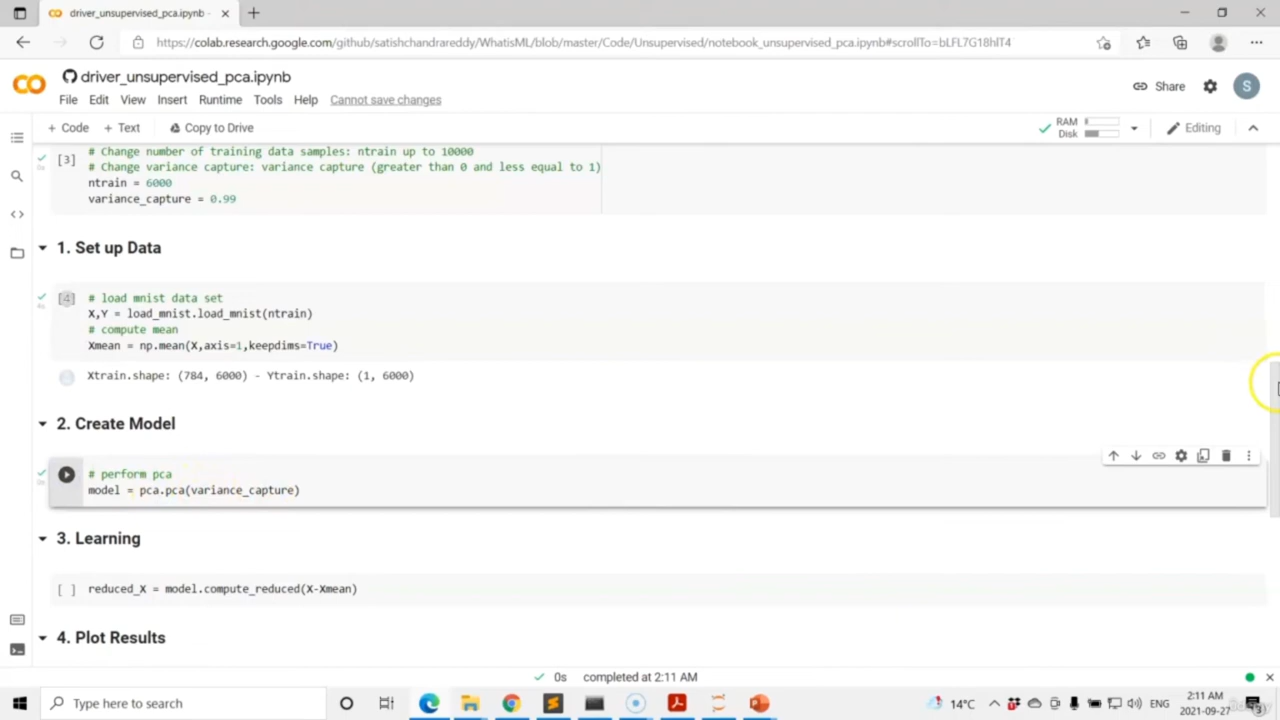 driver_unsupervised_pca.ipynb
https://colab.research.google.com/github/satishchandrareddy/WhatisML/blob/master/Code/Unsupervised/notebook_unsupervised_pca.ipynb#scrollTo=bLFL7G18hlT4
driver_unsupervised_pca.ipynb
Share
S
File Edit View Insert Runtime Tools Help Cannot save changes
+ Code + Text Copy to Drive
RAM
Disk
Editing
[3] # Change number of training data samples: ntrain up to 10000
# Change variance capture: variance capture (greater than 0 and less equal to 1)
ntrain = 6000
variance_capture = 0.99
1. Set up Data
[4] # load mnist data set
X,Y = load_mnist.load_mnist(ntrain)
# compute mean
Xmean = np.mean(X,axis=1,keepdims=True)
Xtrain.shape: (784, 6000) - Ytrain.shape: (1, 6000)
2. Create Model
# perform pca
model = pca.pca(variance_capture)
3. Learning
[ ] reduced_X = model.compute_reduced(X-Xmean)
4. Plot Results
0s completed at 2:11 AM
Type here to search
14°C
ENG
2:11 AM
2021-09-27